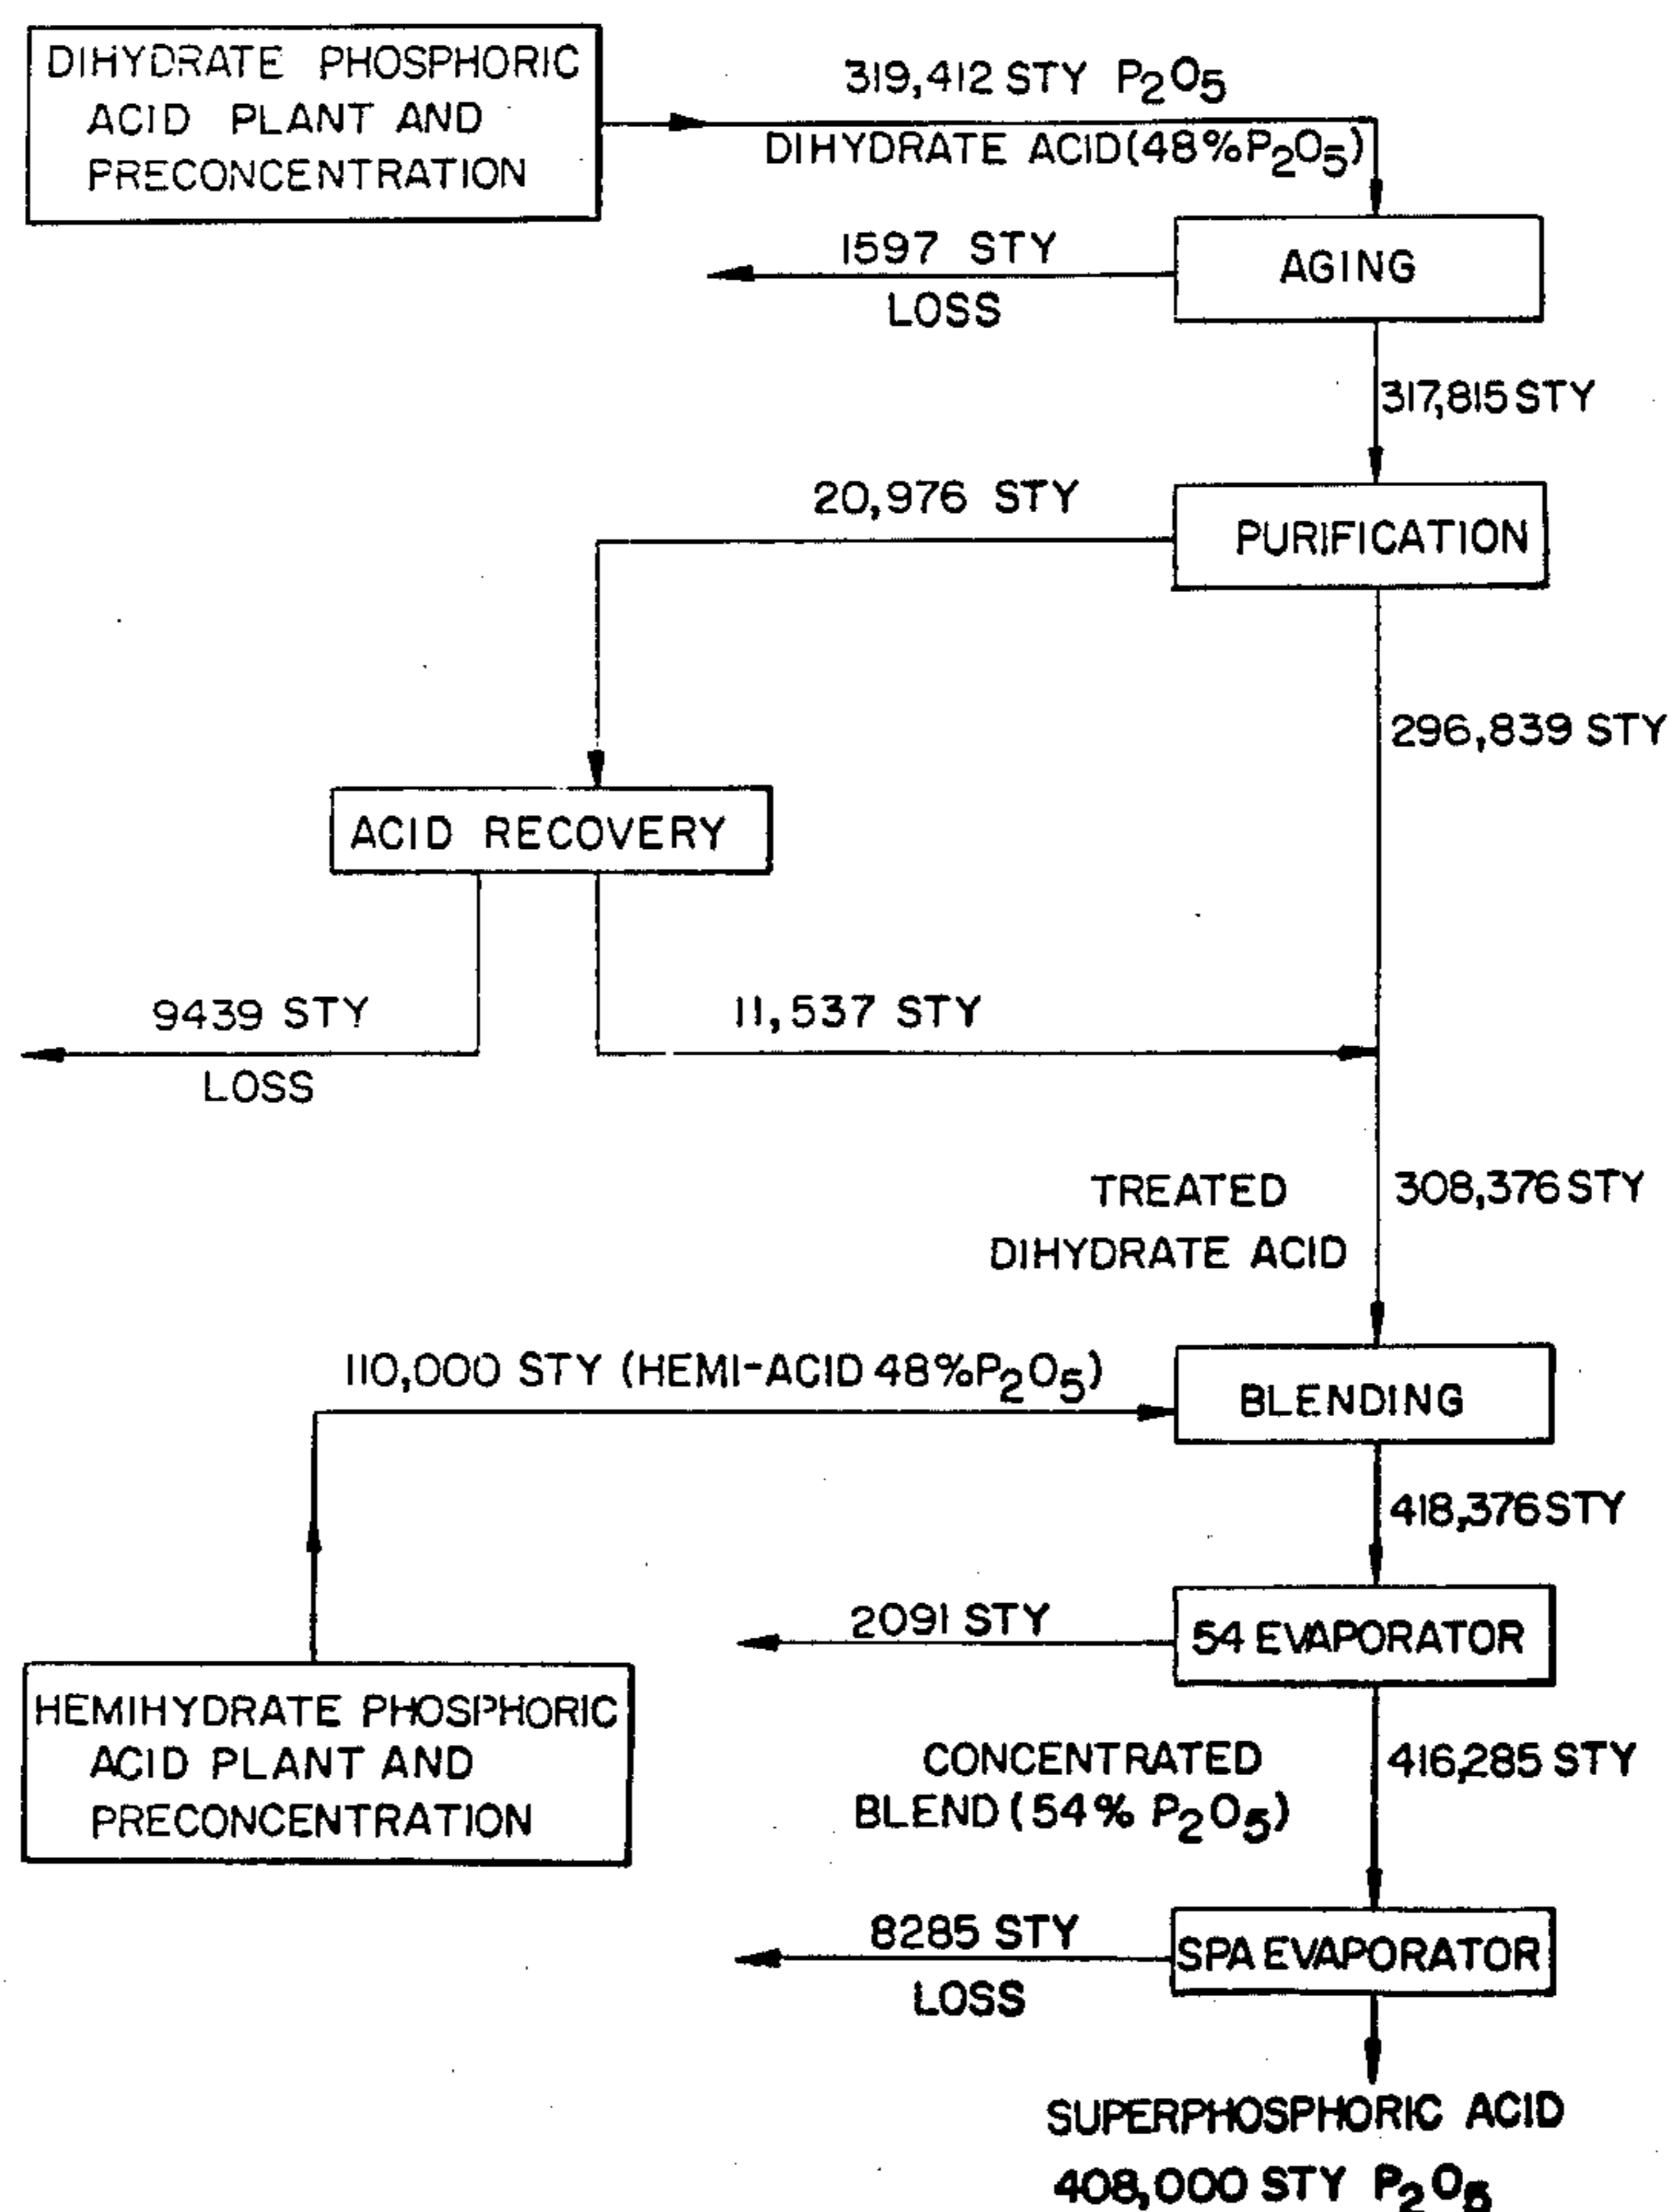 DIHYDRATE PHOSPHORIC
ACID PLANT AND
PRECONCENTRATION
319,412 STY P₂O₅
DIHYDRATE ACID(48%P₂O₅)
AGING
1597 STY
LOSS
317,815 STY
PURIFICATION
20,976 STY
296,839 STY
ACID RECOVERY
9439 STY
LOSS
11,537 STY
TREATED
DIHYDRATE ACID
308,376 STY
110,000 STY (HEMI-ACID 48%P₂O₅)
BLENDING
418,376 STY
HEMIHYDRATE PHOSPHORIC
ACID PLANT AND
PRECONCENTRATION
2091 STY
54 EVAPORATOR
CONCENTRATED
BLEND (54% P₂O₅)
416,285 STY
8285 STY
LOSS
SPA EVAPORATOR
SUPERPHOSPHORIC ACID
408,000 STY P₂O₅